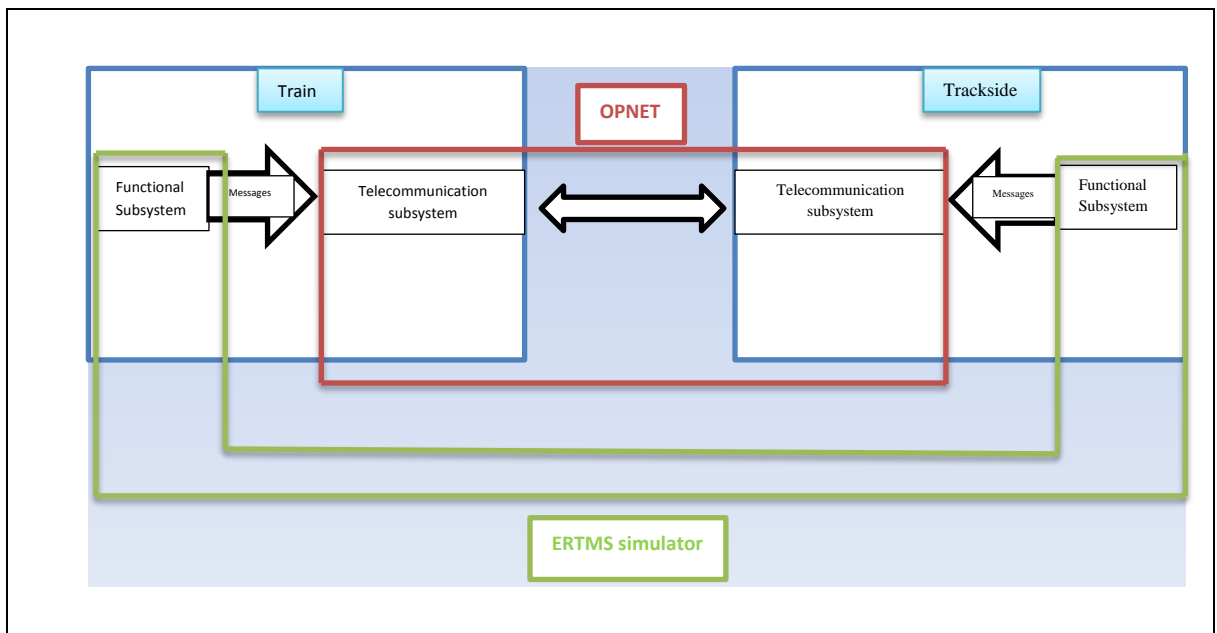 Train
OPNET
Trackside
Functional
Subsystem
Messages
Telecommunication
subsystem
Telecommunication
subsystem
Messages
Functional
Subsystem
ERTMS simulator